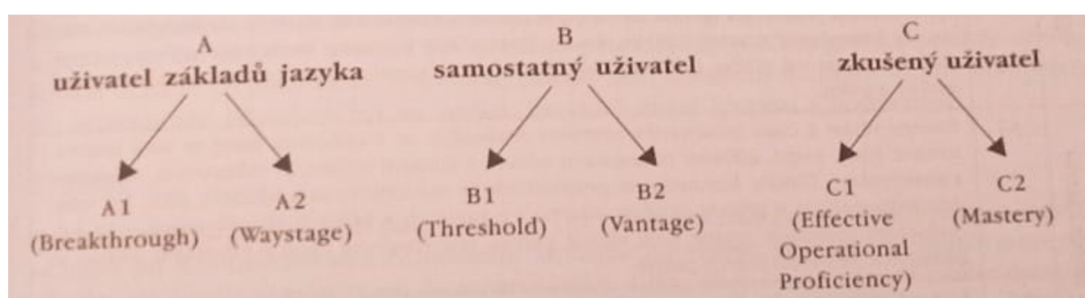 A
uživatel základů jazyka
A1
(Breakthrough)
A2
(Waystage)
B
samostatný uživatel
B1
(Threshold)
B2
(Vantage)
C
zkušený uživatel
C1
(Effective
Operational
Proficiency)
C2
(Mastery)